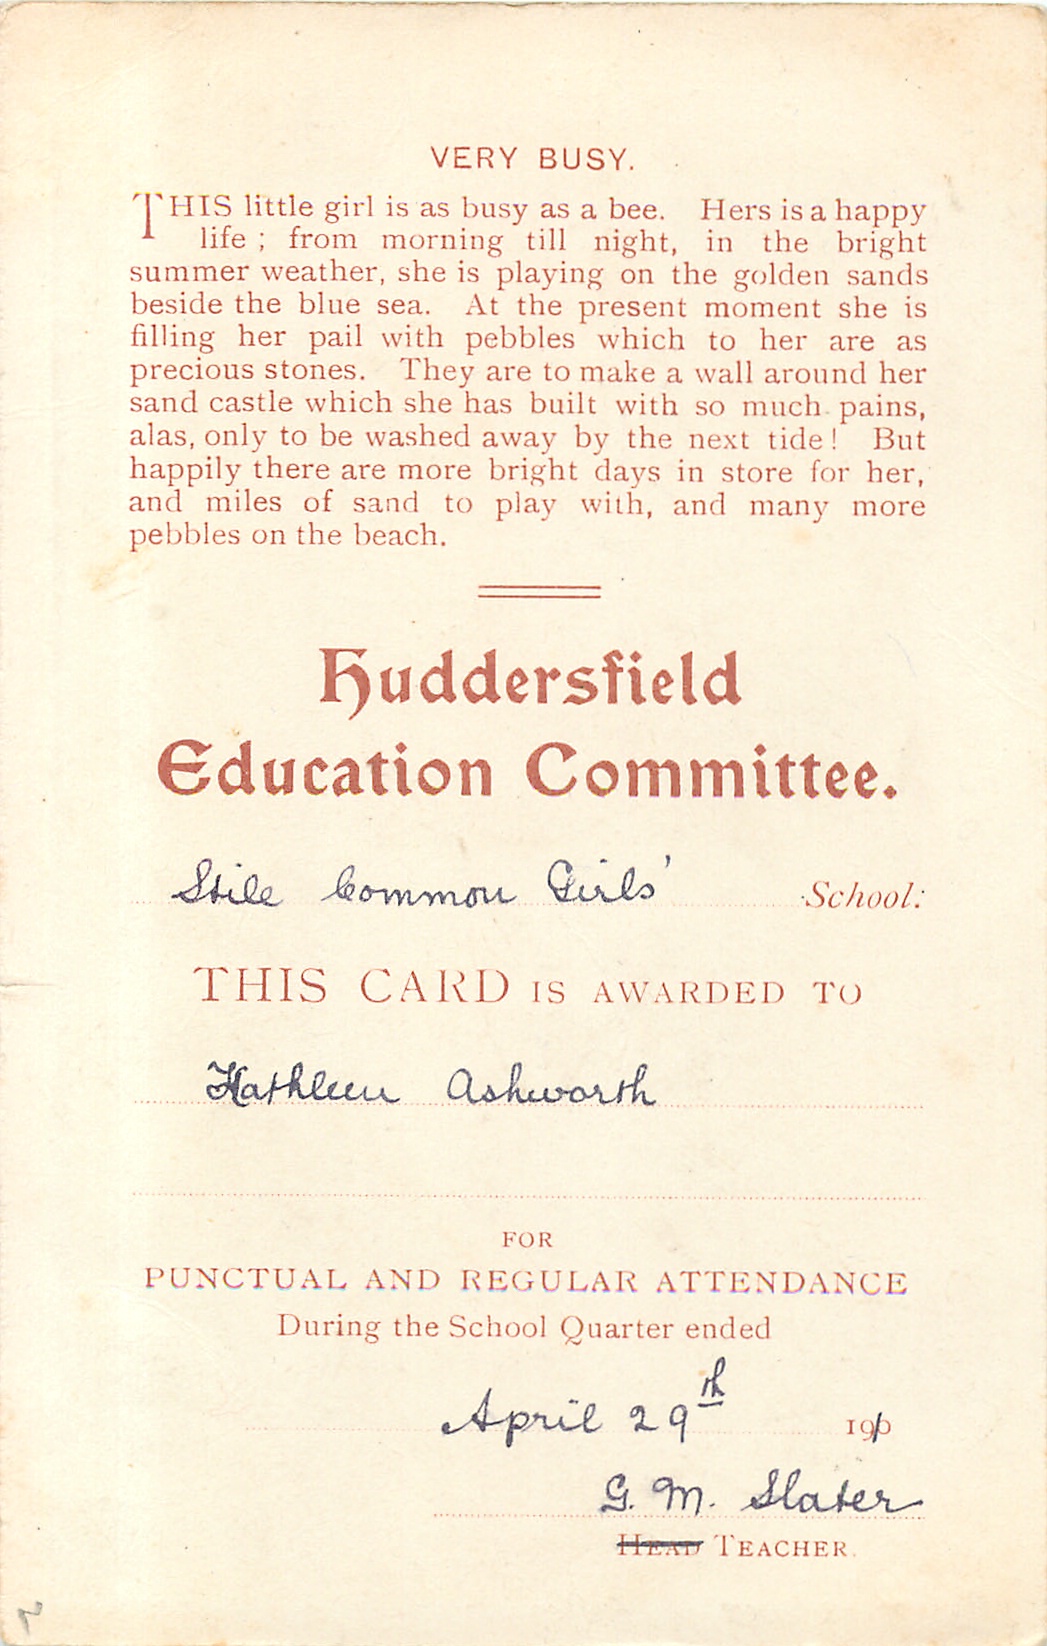 VERY BUSY.
THIS little girl is as busy as a bee. Hers is a happy
life ; from morning till night, in the bright
summer weather, she is playing on the golden sands
beside the blue sea. At the present moment she is
filling her pail with pebbles which to her are as
precious stones. They are to make a wall around her
sand castle which she has built with so much pains,
alas, only to be washed away by the next tide! But
happily there are more bright days in store for her,
and miles of sand to play with, and many more
pebbles on the beach.
Huddersfield
Education Committee.
Stile Common Girls' School:
THIS CARD IS AWARDED TO
Kathleen Ashworth
FOR
PUNCTUAL AND REGULAR ATTENDANCE
During the School Quarter ended
April 29th 191
G. M. Slater
HEAD TEACHER.